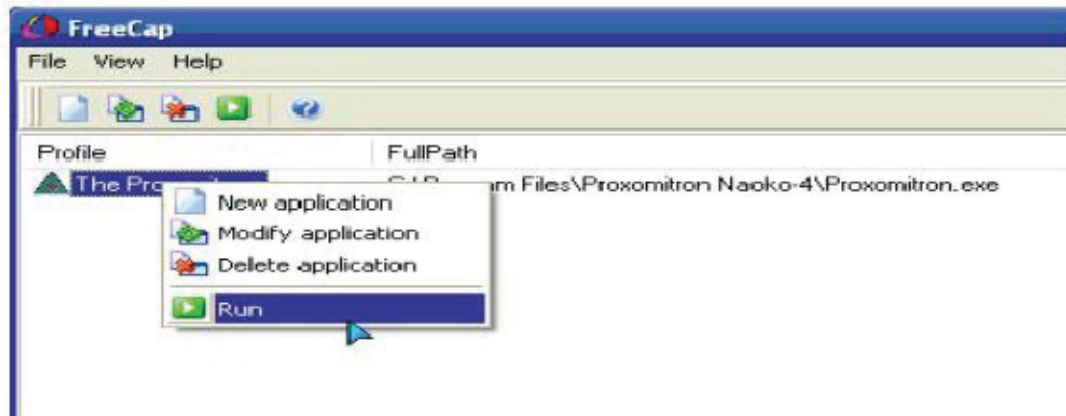 FreeCap
File View Help
Profile FullPath
The
Files\Proxomitron Naoko-4\Proxomitron.exe
New application
Modify application
Delete application
Run